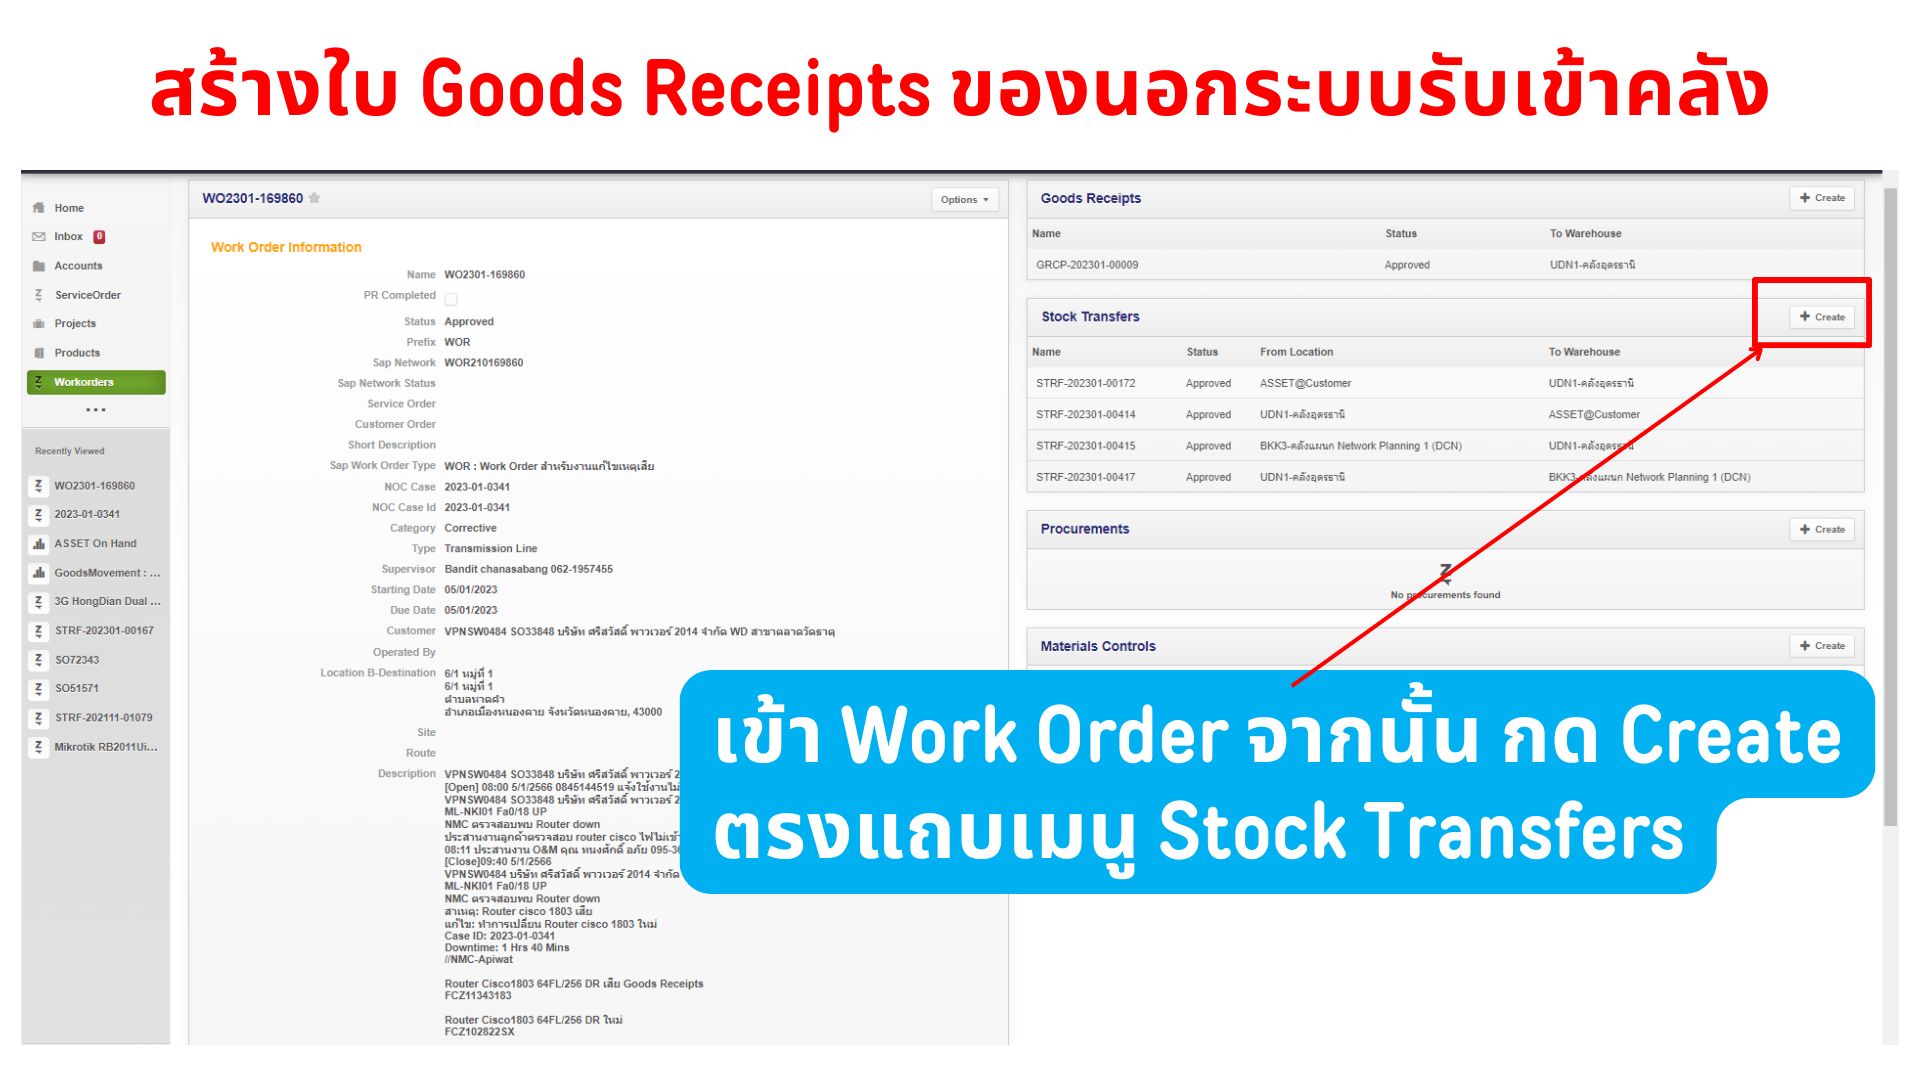 สร้างใบ Goods Receipts ของนอกระบบรับเข้าคลัง
Home
Inbox 0
Accounts
ServiceOrder
Projects
Products
Workorders
...
Recently Viewed
WO2301-169860
2023-01-0341
ASSET On Hand
GoodsMovement : ...
3G HongDian Dual ...
STRF-202301-00167
SO72343
SO51571
STRF-202111-01079
Mikrotik RB2011Ui...
WO2301-169860
Options
Work Order Information
Name WO2301-169860
PR Completed
Status Approved
Prefix WOR
Sap Network WOR210169860
Sap Network Status
Service Order
Customer Order
Short Description
Sap Work Order Type WOR : Work Order สำหรับงานแก้ไขเหตุเสีย
NOC Case 2023-01-0341
NOC Case Id 2023-01-0341
Category Corrective
Type Transmission Line
Supervisor Bandit chanasabang 062-1957455
Starting Date 05/01/2023
Due Date 05/01/2023
Customer VPNSW0484 SO33848 บริษัท ศรีสวัสดิ์ พาวเวอร์ 2014 จำกัด WD สาขาตลาดวัดธาตุ
Operated By
Location B-Destination 6/1 หมู่ที่ 1
6/1 หมู่ที่ 1
ตำบลหาดคำ
อำเภอเมืองหนองคาย จังหวัดหนองคาย, 43000
Site
Route
Description VPNSW0484 SO33848 บริษัท ศรีสวัสดิ์ พาวเวอร์ 2
[Open] 08:00 5/1/2566 0845144519 แจ้งใช้งานไม่
VPNSW0484 SO33848 บริษัท ศรีสวัสดิ์ พาวเวอร์ 2
ML-NKI01 Fa0/18 UP
NMC ตรวจสอบพบ Router down
ประสานงานลูกค้าตรวจสอบ router cisco ไฟไม่เข้า
08:11 ประสานงาน O&M คุณ ทนงศักดิ์ อภัย 095-36
[Close]09:40 5/1/2566
VPNSW0484 บริษัท ศรีสวัสดิ์ พาวเวอร์ 2014 จำกัด
ML-NKI01 Fa0/18 UP
NMC ตรวจสอบพบ Router down
สาเหตุ: Router cisco 1803 เสีย
แก้ไข: ทำการเปลี่ยน Router cisco 1803 ใหม่
Case ID: 2023-01-0341
Downtime: 1 Hrs 40 Mins
//NMC-Apiwat
Router Cisco1803 64FL/256 DR เสีย Goods Receipts
FCZ11343183
Router Cisco1803 64FL/256 DR ใหม่
FCZ102822SX
Goods Receipts + Create
Name Status To Warehouse
GRCP-202301-00009 Approved UDN1-คลังอุดรธานี
Stock Transfers + Create
Name Status From Location To Warehouse
STRF-202301-00172 Approved ASSET@Customer UDN1-คลังอุดรธานี
STRF-202301-00414 Approved UDN1-คลังอุดรธานี ASSET@Customer
STRF-202301-00415 Approved BKK3-คลังแผนก Network Planning 1 (DCN) UDN1-คลังอุดรธานี
STRF-202301-00417 Approved UDN1-คลังอุดรธานี BKK3-คลังแผนก Network Planning 1 (DCN)
Procurements + Create
No procurements found
Materials Controls + Create
เข้า Work Order จากนั้น กด Create
ตรงแถบเมนู Stock Transfers